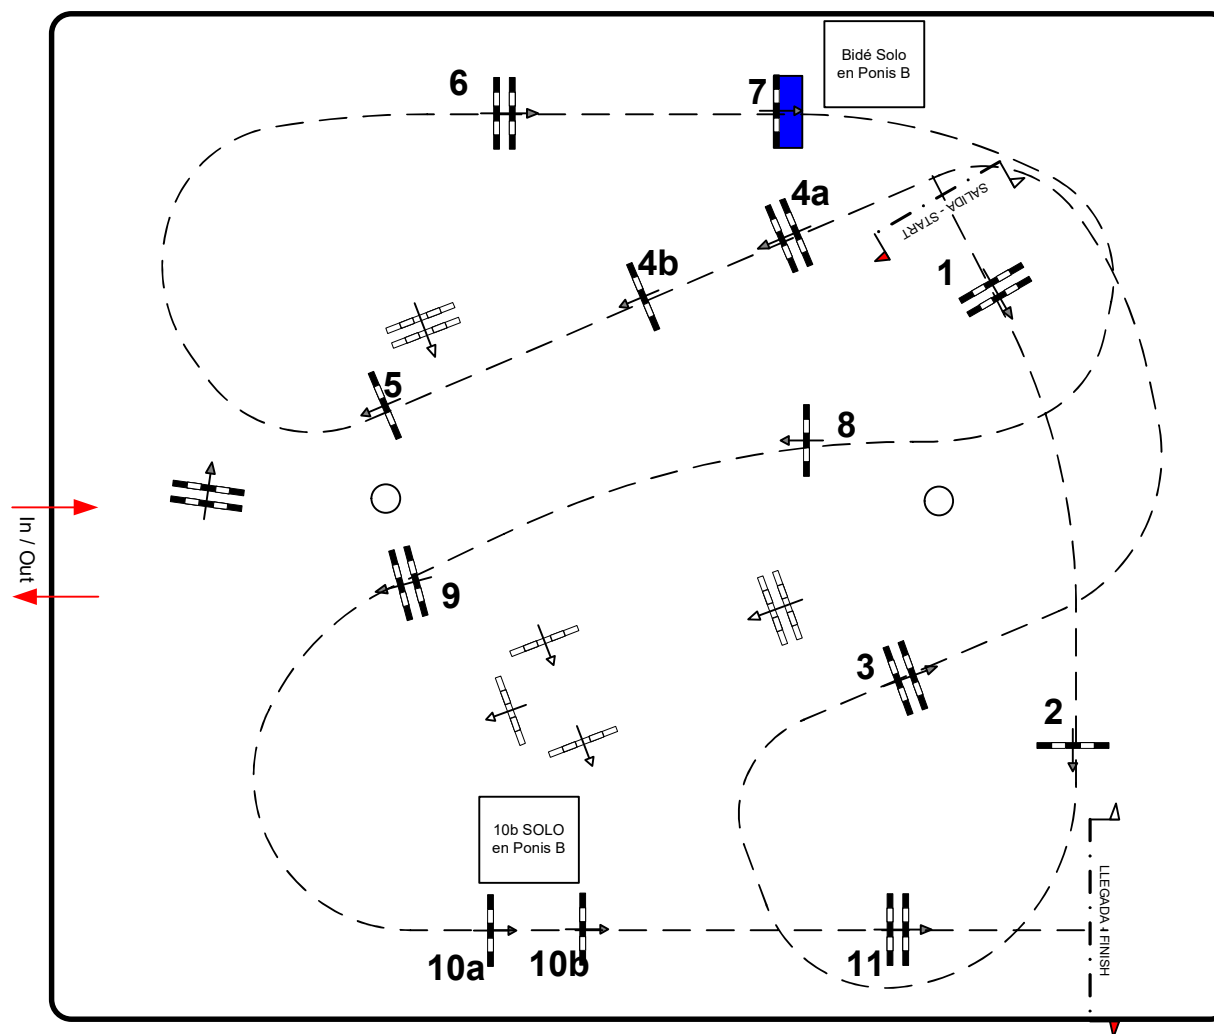 Bidé Solo
en Ponis B
6
7
4a
SALIDA - START
4b
1
5
8
In / Out
9
3
2
10b SOLO
en Ponis B
LLEGADA - FINISH
10a
10b
11